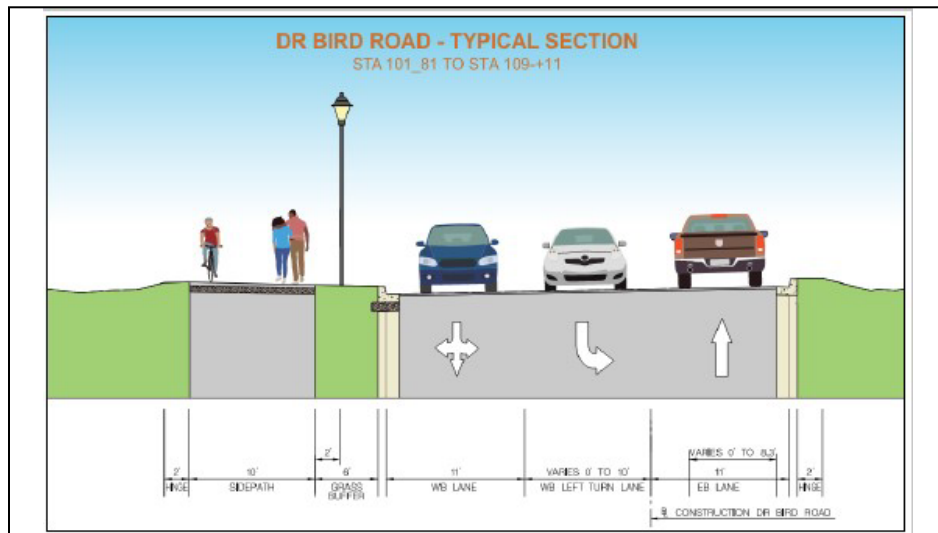 DR BIRD ROAD - TYPICAL SECTION
STA 101_81 TO STA 109-+11
2'
VARIES 0' TO 8.3'
2'
10'
6'
11'
VARIES 0' TO 10'
11'
2'
HINGE
SIDEPATH
GRASS
BUFFER
WB LANE
WB LEFT TURN LANE
EB LANE
HINGE
CONSTRUCTION DR BIRD ROAD